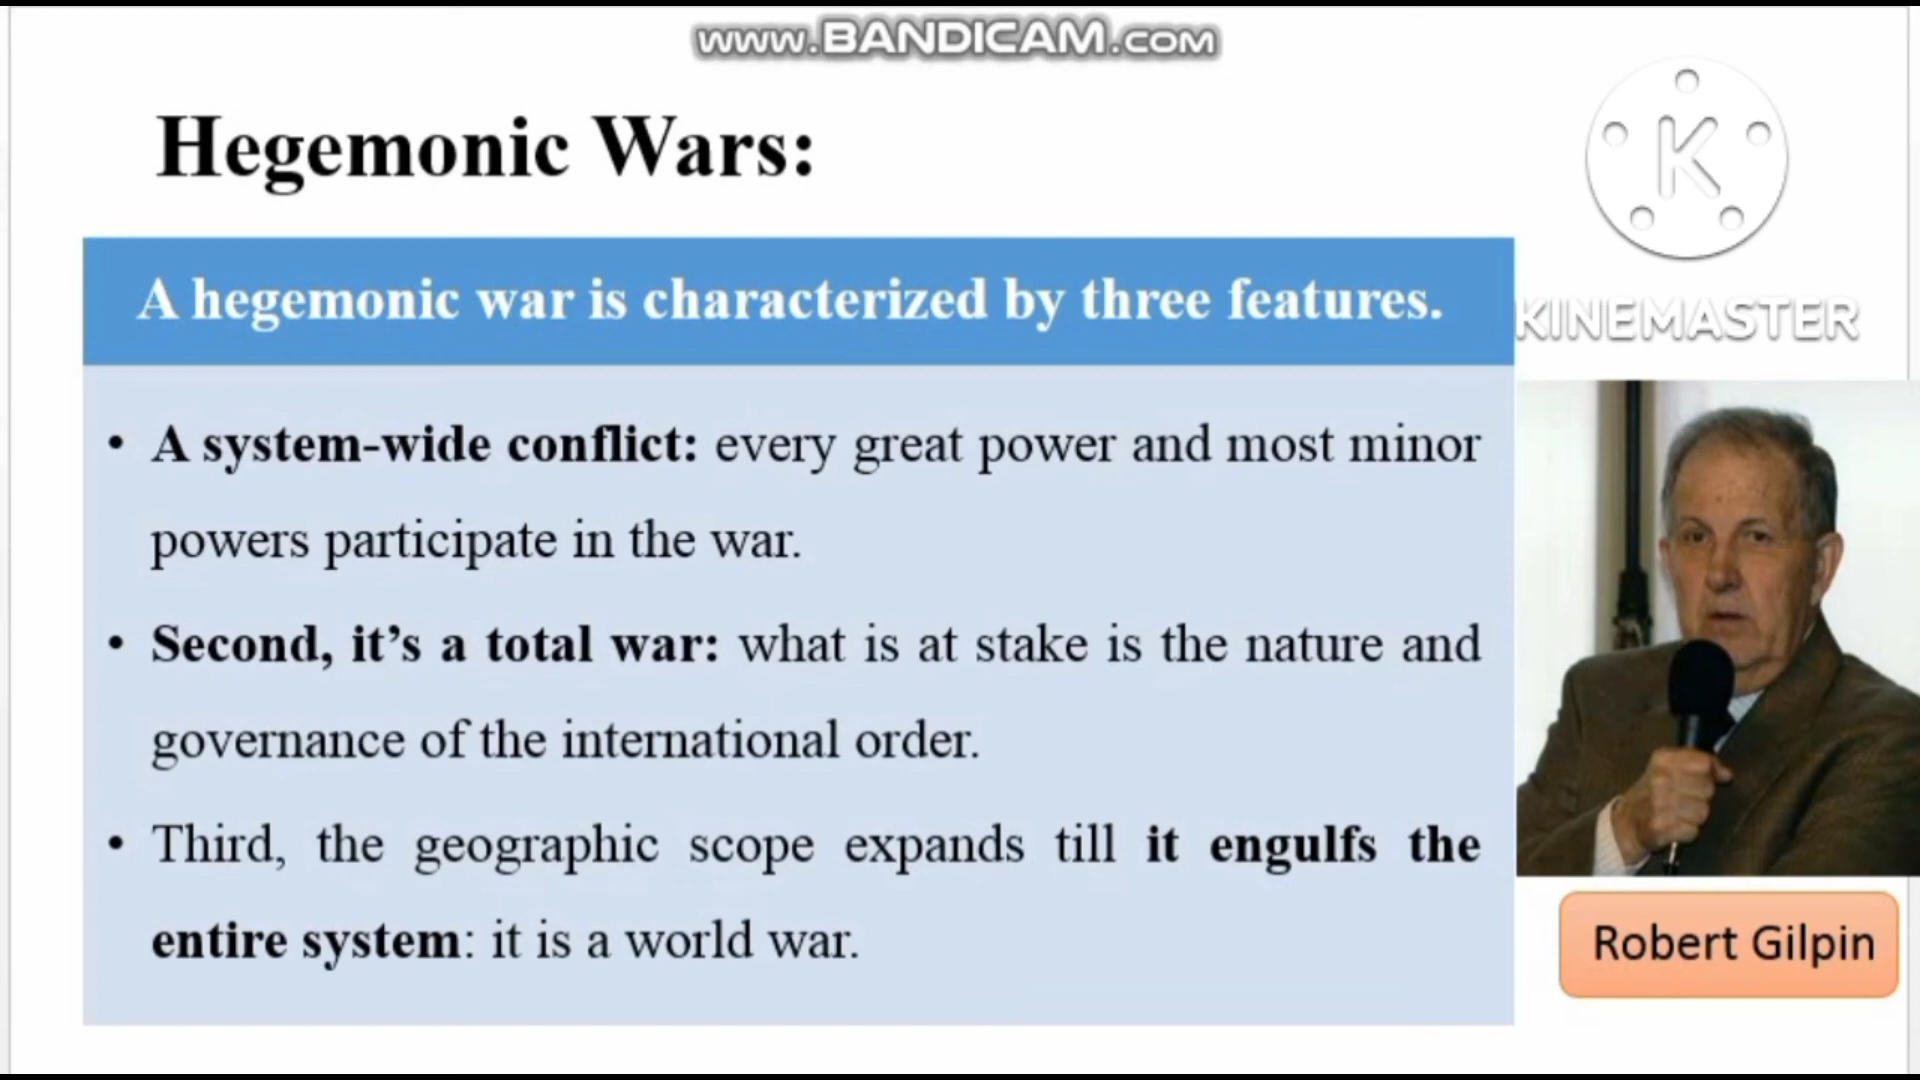 www.BANDICAM.com
Hegemonic Wars:
K
KINEMASTER
A hegemonic war is characterized by three features.
• A system-wide conflict: every great power and most minor
powers participate in the war.
• Second, it’s a total war: what is at stake is the nature and
governance of the international order.
• Third, the geographic scope expands till it engulfs the
entire system: it is a world war.
Robert Gilpin